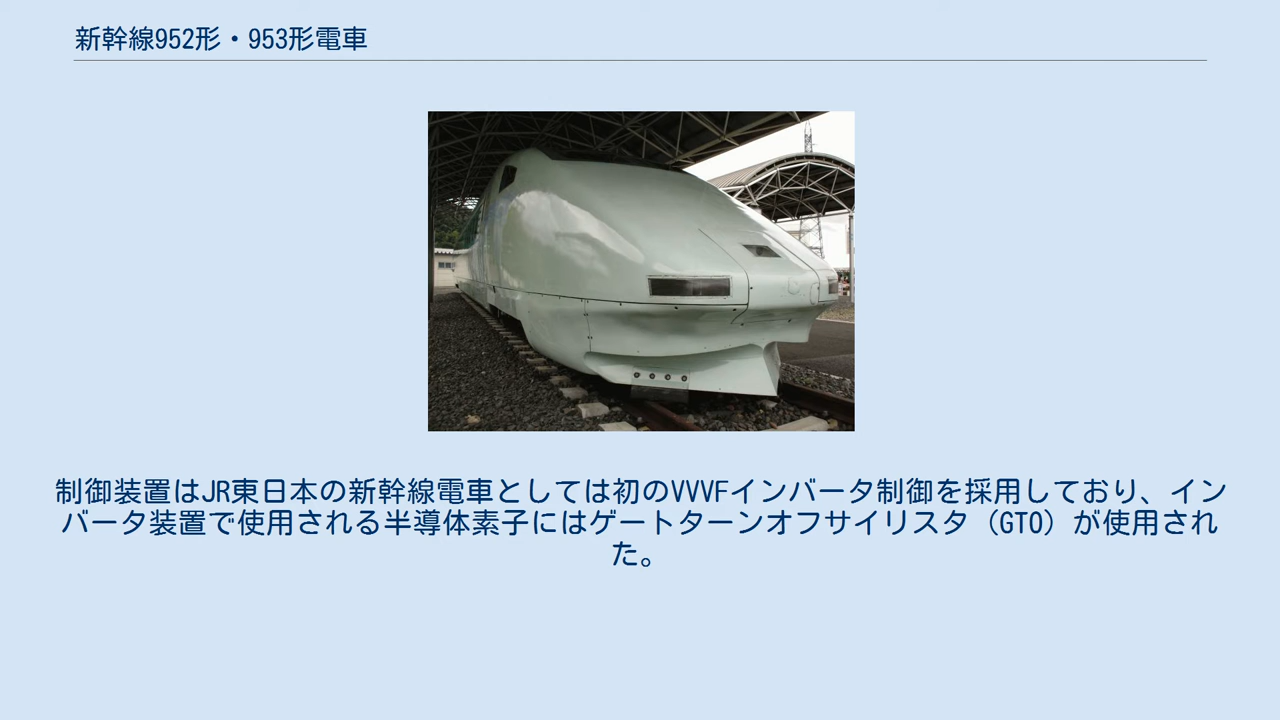 新幹線952形・953形電車
制御装置はJR東日本の新幹線電車としては初のVVVFインバータ制御を採用しており、イン
バータ装置で使用される半導体素子にはゲートターンオフサイリスタ（GTO）が使用され
た。